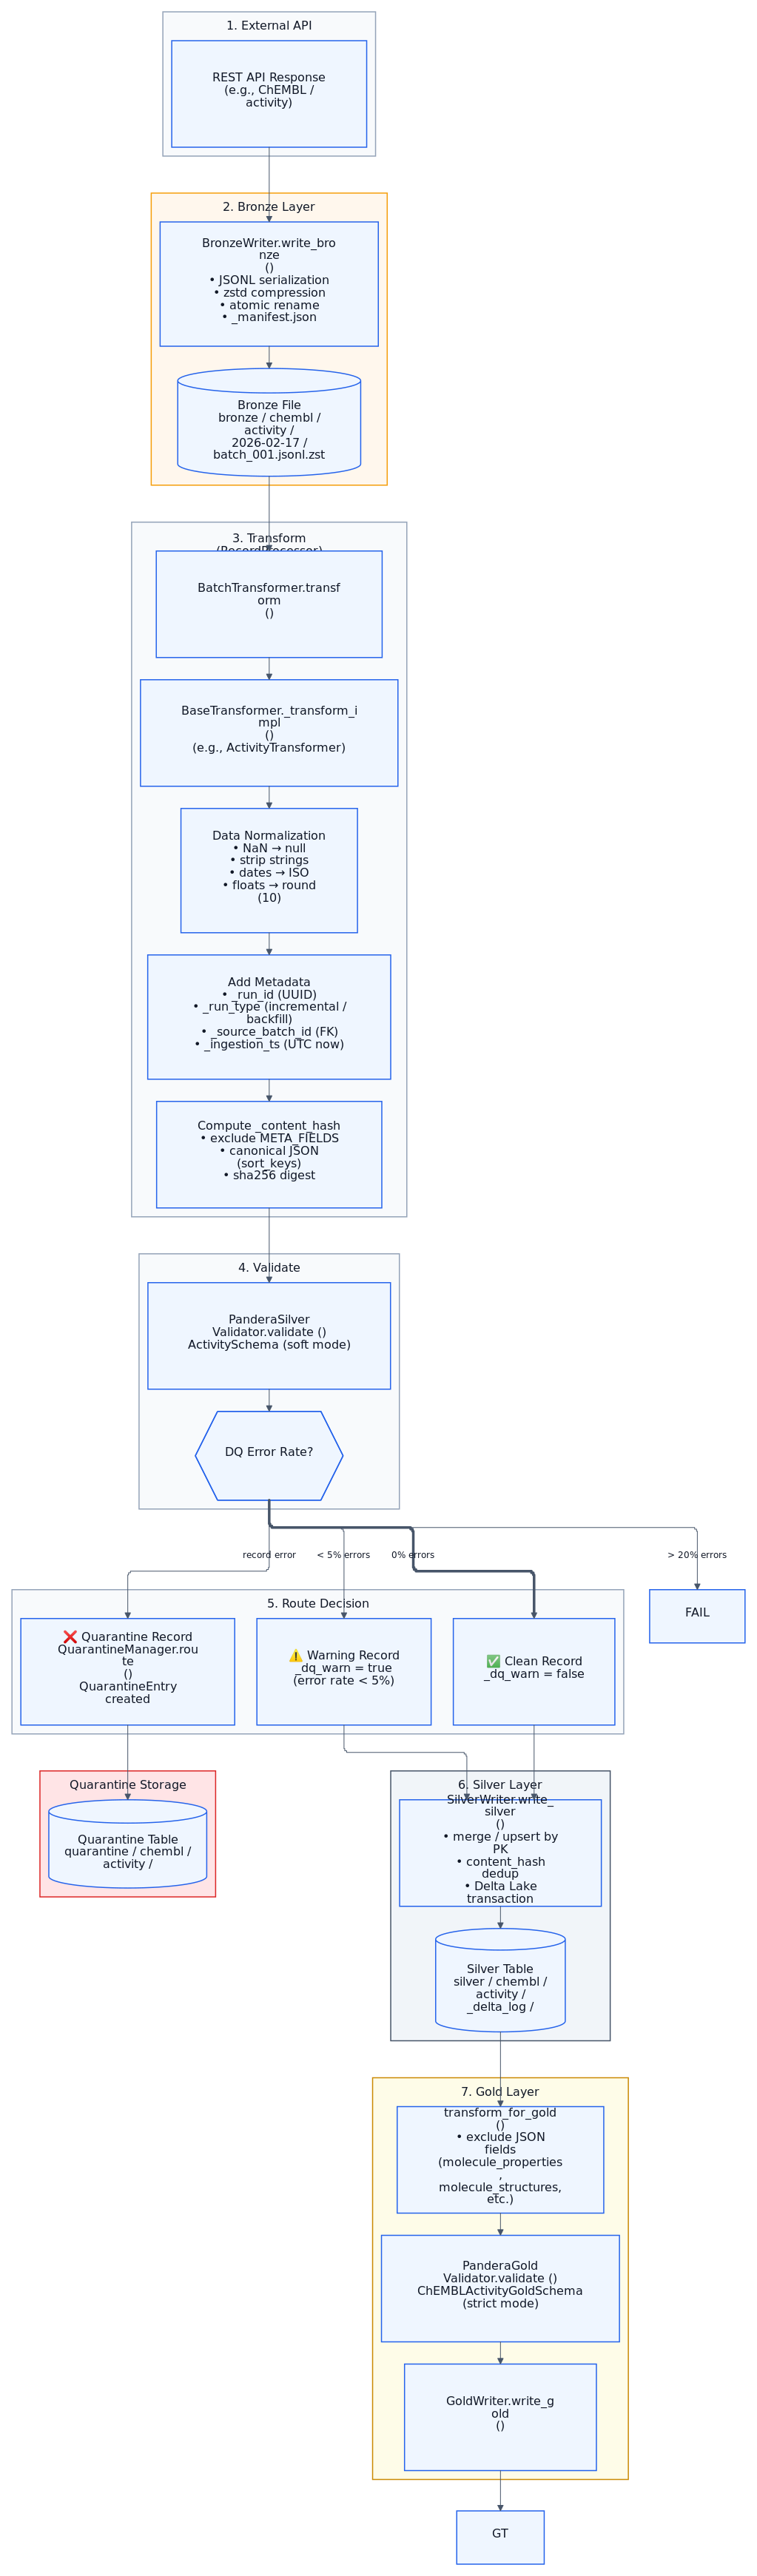 1. External API
REST API Response
(e.g., ChEMBL /
activity)
2. Bronze Layer
BronzeWriter.write_bro
nze
()
• JSONL serialization
• zstd compression
• atomic rename
• _manifest.json
Bronze File
bronze / chembl /
activity /
2026-02-17 /
batch_001.jsonl.zst
3. Transform
(RecordProcessor)
BatchTransformer.transf
orm
()
BaseTransformer._transform_i
mpl
()
(e.g., ActivityTransformer)
Data Normalization
• NaN → null
• strip strings
• dates → ISO
• floats → round
(10)
Add Metadata
• _run_id (UUID)
• _run_type (incremental /
backfill)
• _source_batch_id (FK)
• _ingestion_ts (UTC now)
Compute _content_hash
• exclude META_FIELDS
• canonical JSON
(sort_keys)
• sha256 digest
4. Validate
PanderaSilver
Validator.validate ()
ActivitySchema (soft mode)
DQ Error Rate?
record error
< 5% errors
0% errors
> 20% errors
5. Route Decision
❌ Quarantine Record
QuarantineManager.rou
te
()
QuarantineEntry
created
⚠️ Warning Record
_dq_warn = true
(error rate < 5%)
✅ Clean Record
_dq_warn = false
FAIL
Quarantine Storage
Quarantine Table
quarantine / chembl /
activity /
6. Silver Layer
SilverWriter.write_
silver
()
• merge / upsert by
PK
• content_hash
dedup
• Delta Lake
transaction
Silver Table
silver / chembl /
activity /
_delta_log /
7. Gold Layer
transform_for_gold
()
• exclude JSON
fields
(molecule_properties
,
molecule_structures,
etc.)
PanderaGold
Validator.validate ()
ChEMBLActivityGoldSchema
(strict mode)
GoldWriter.write_g
old
()
GT